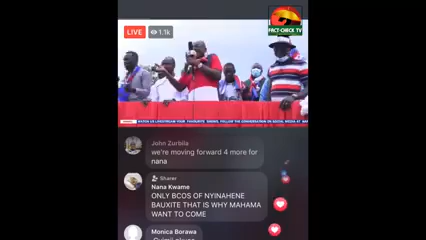 FACT-CHECK TV
LIVE
1.1k
John Zurbila
we're moving forward 4 more for
nana
Sharer
Nana Kwame
ONLY BCOS OF NYINAHENE
BAUXITE THAT IS WHY MAHAMA
WANT TO COME
Monica Borawa